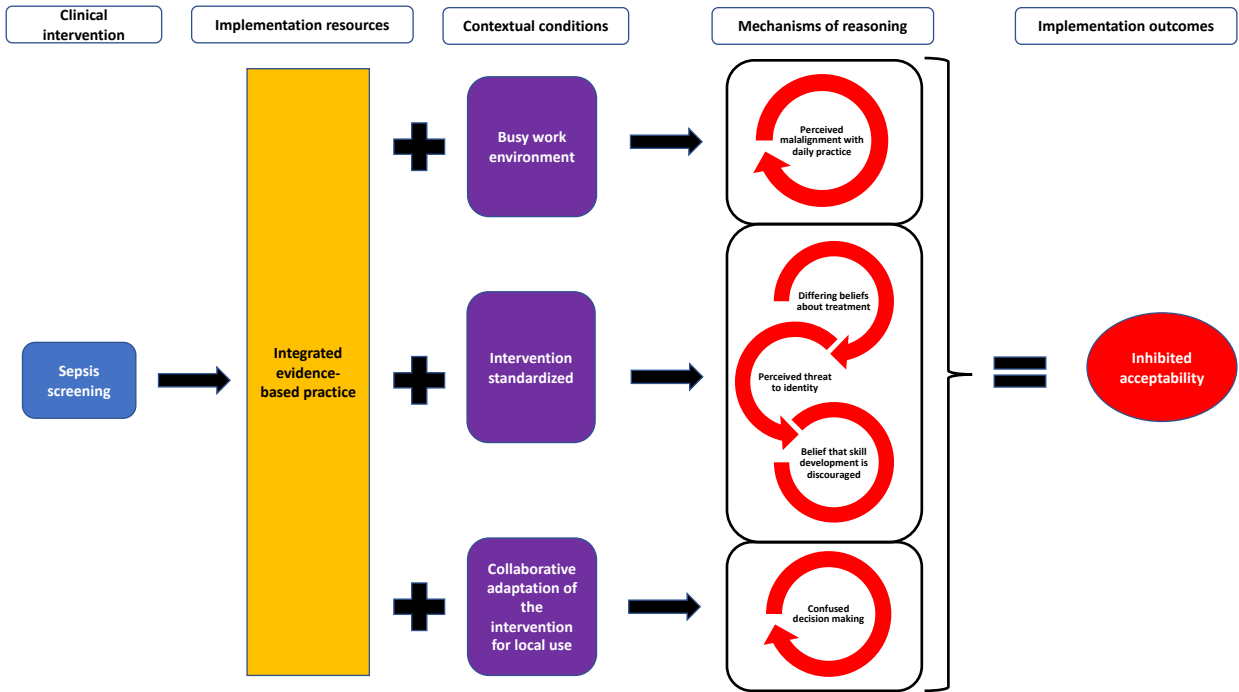 Clinical
intervention
Implementation resources
Contextual conditions
Mechanisms of reasoning
Implementation outcomes
Sepsis
screening
Integrated
evidence-
based practice
Busy work
environment
Perceived
malalignment with
daily practice
Intervention
standardized
Differing beliefs
about treatment
Perceived threat
to identity
Belief that skill
development is
discouraged
Collaborative
adaptation of
the
intervention
for local use
Confused
decision making
Inhibited
acceptability